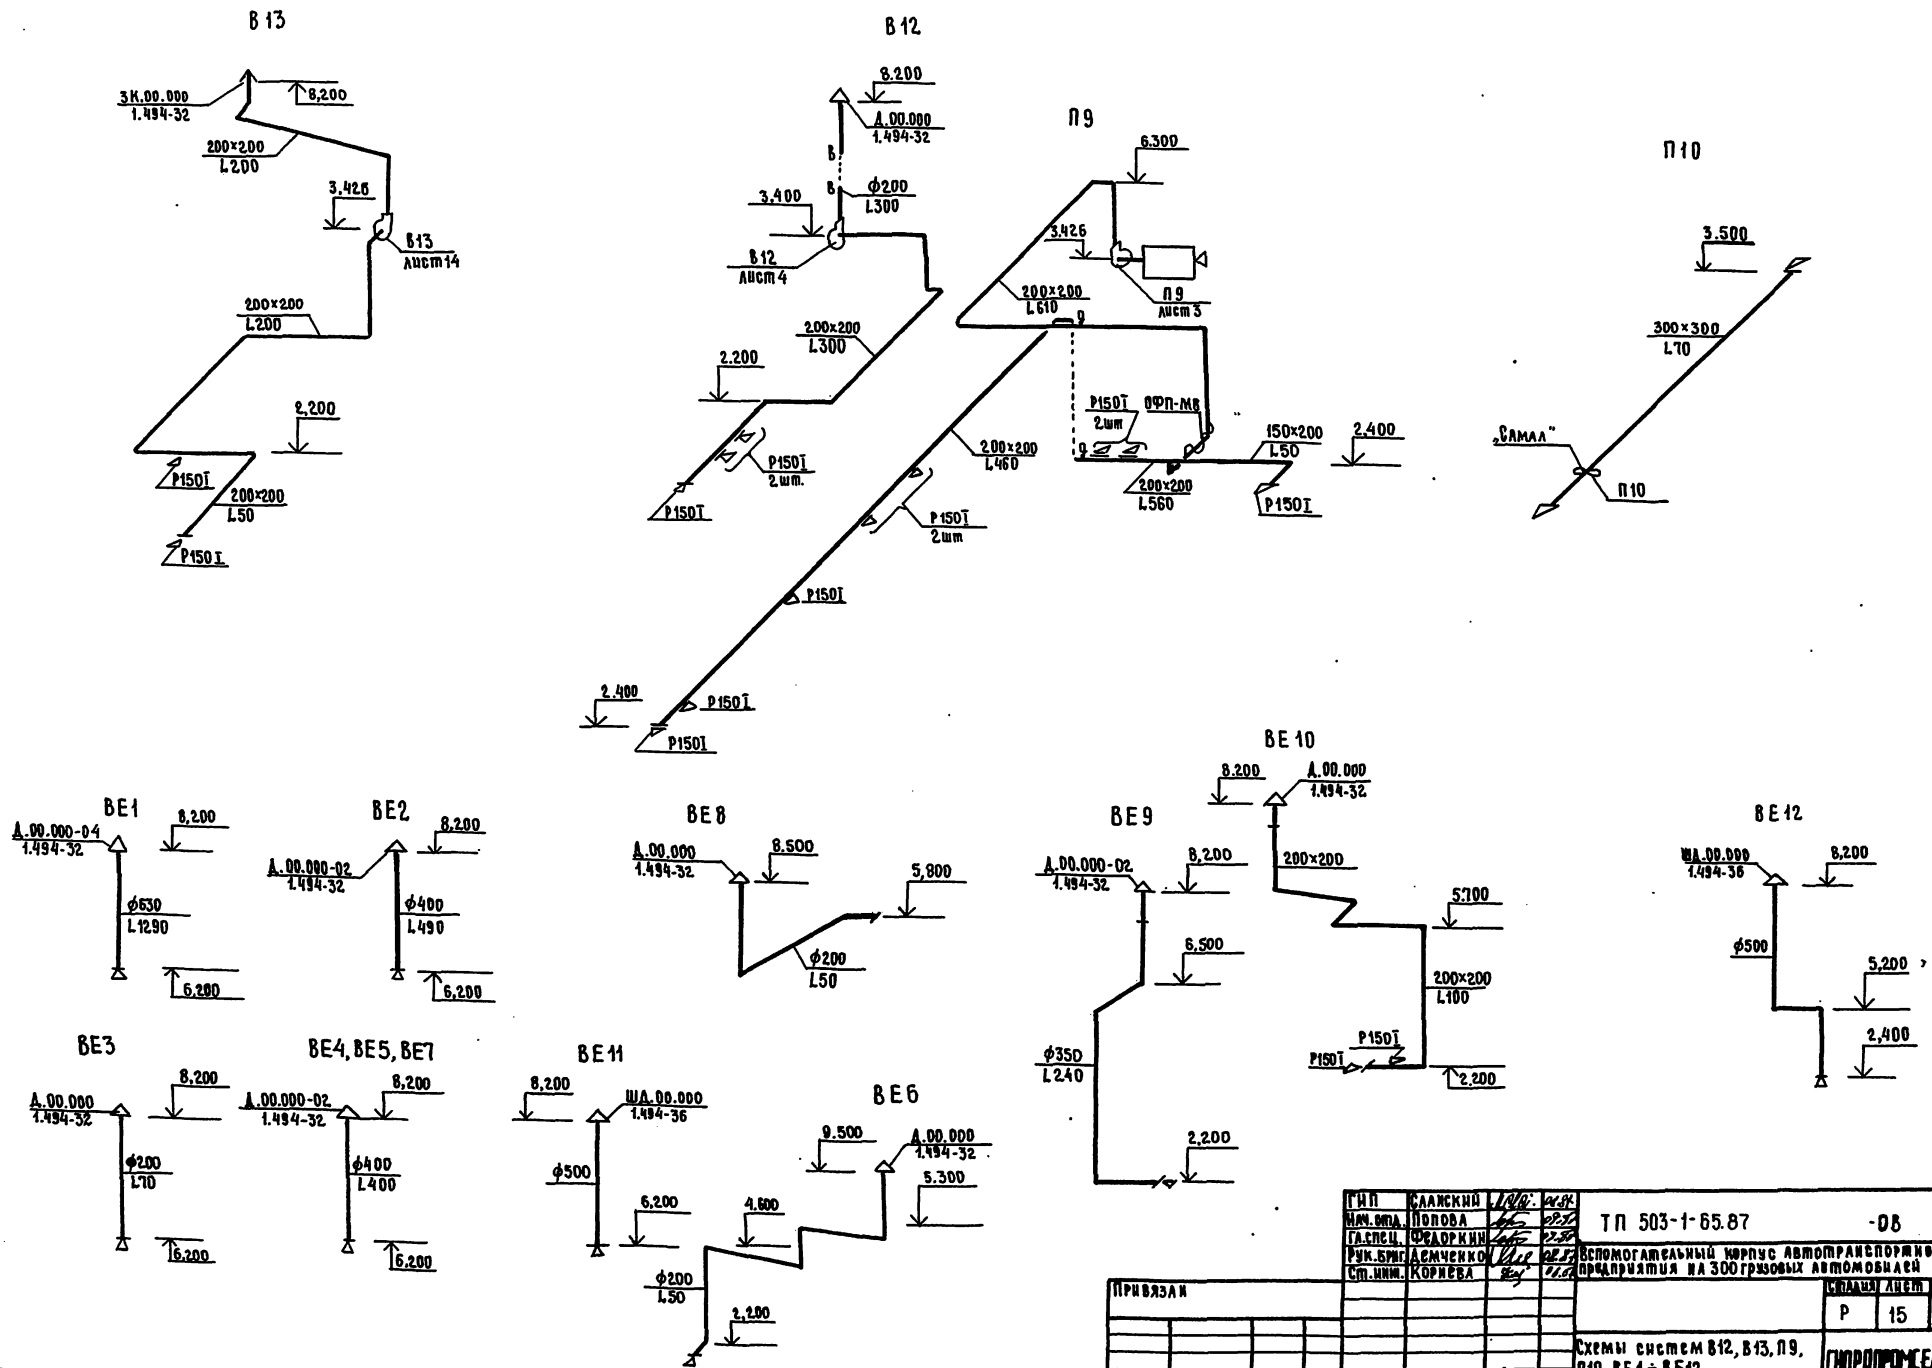 В13
3К.00.000
1.494-32
8,200
200×200
L200
3,426
В13
Лист 14
200×200
L200
2,200
Р150I
200×200
L50
Р150I
В12
8.200
Д.00.000
1.494-32
В
В
ф200
L300
3,400
В12
Лист 4
200×200
L300
2.200
Р150I
2шт.
Р150I
П9
6.300
3.426
200×200
L610
П9
Лист 3
g
Р150I
2шт
ОФП-МВ
g
150×200
L50
2,400
200×200
L460
200×200
L560
Р150I
Р150I
2шт
Р150I
2.400
Р150I
Р150I
П10
3.500
300×300
L70
„Самал"
П10
ВЕ1
Д.00.000-04
1.494-32
8,200
ф630
L1290
6,200
ВЕ2
Д.00.000-02
1.494-32
8,200
ф400
L490
6,200
ВЕ8
Д.00.000
1.494-32
8.500
5,800
ф200
L50
ВЕ9
Д.00.000-02
1.494-32
8,200
6,500
ф350
L240
2,200
ВЕ10
8.200
Д.00.000
1.494-32
200×200
5.700
200×200
L100
Р150I
Р150I
2.200
ВЕ12
ШД.00.000
1.494-36
8,200
ф500
5,200
2,400
ВЕ3
Д.00.000
1.494-32
8,200
ф200
L70
6.200
ВЕ4, ВЕ5, ВЕ7
Д.00.000-02
1.494-32
8,200
ф400
L400
6,200
ВЕ11
8,200
ШД.00.000
1.494-36
ф500
6,200
ВЕ6
9.500
Д.00.000
1.494-32
5.300
4.600
ф200
L50
2,200
ГИП Слайский
Нач. отд. Попова
Гл.спец. Федоркин
Рук.бриг. Демченко
Ст.инж. Корнева
ТП 503-1-65.87 -ОВ
Вспомогательный корпус автотранспортно
предприятия на 300 грузовых автомобилей
Привязан
Стадия Лист
Р 15
Схемы систем В12, В13, П9,
П10, ВЕ1÷ВЕ12